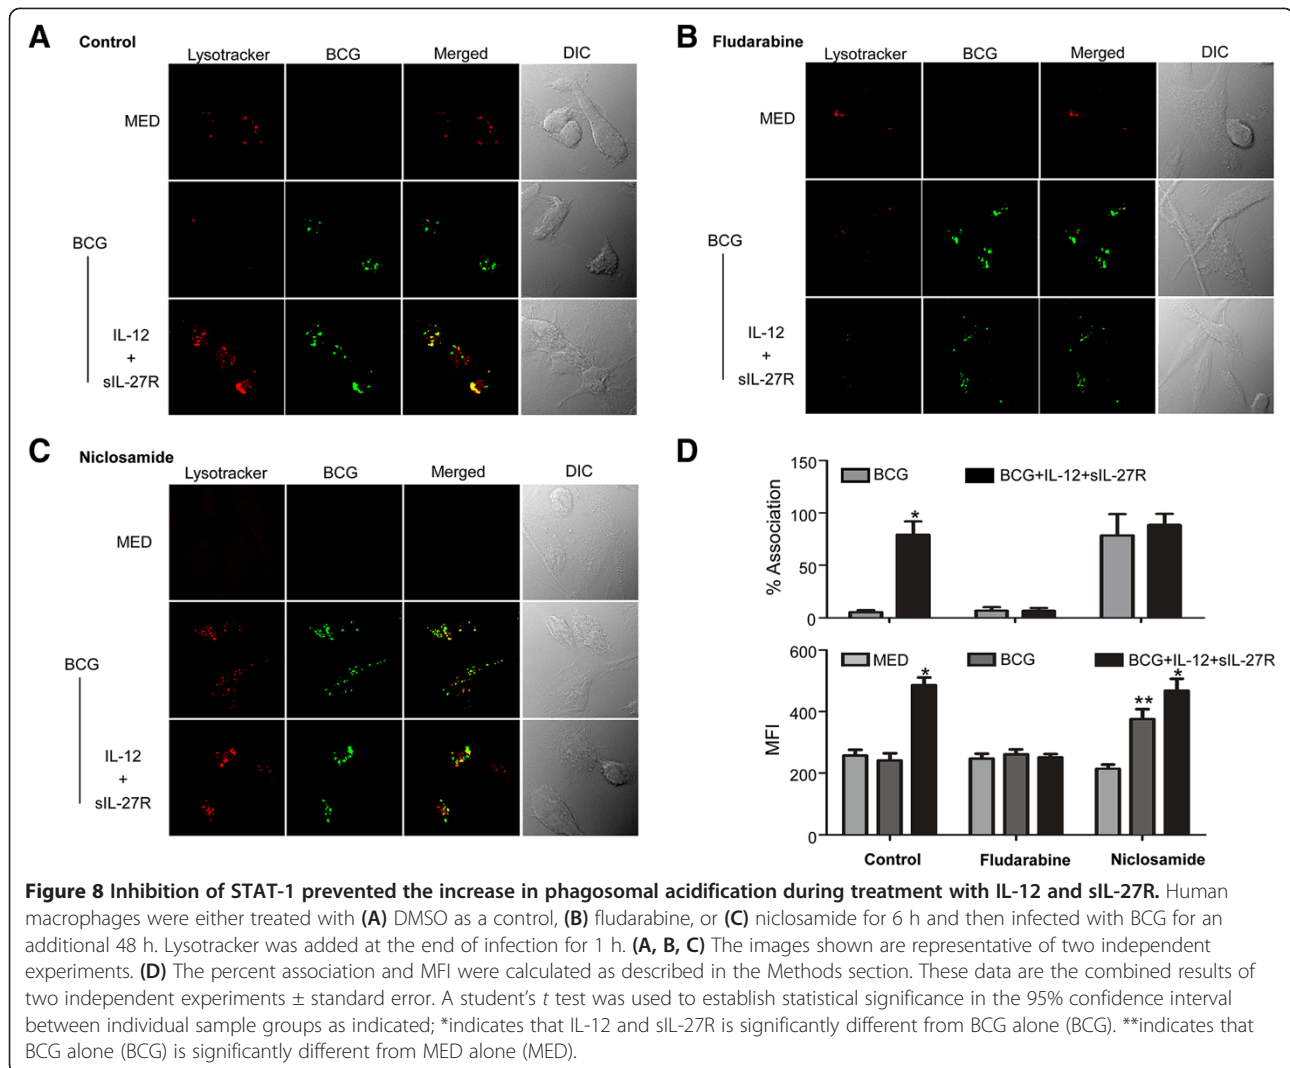 A Control
Lysotracker BCG Merged DIC
MED
BCG
IL-12
+
sIL-27R
B Fludarabine
Lysotracker BCG Merged DIC
MED
BCG
IL-12
+
sIL-27R
C Niclosamide
Lysotracker BCG Merged DIC
MED
BCG
IL-12
+
sIL-27R
D
BCG BCG+IL-12+sIL-27R
% Association
150
100
50
0
*
MED BCG BCG+IL-12+sIL-27R
MFI
600
400
200
0
*
**
*
Control Fludarabine Niclosamide
Figure 8 Inhibition of STAT-1 prevented the increase in phagosomal acidification during treatment with IL-12 and sIL-27R. Human
macrophages were either treated with (A) DMSO as a control, (B) fludarabine, or (C) niclosamide for 6 h and then infected with BCG for an
additional 48 h. Lysotracker was added at the end of infection for 1 h. (A, B, C) The images shown are representative of two independent
experiments. (D) The percent association and MFI were calculated as described in the Methods section. These data are the combined results of
two independent experiments ± standard error. A student's t test was used to establish statistical significance in the 95% confidence interval
between individual sample groups as indicated; *indicates that IL-12 and sIL-27R is significantly different from BCG alone (BCG). **indicates that
BCG alone (BCG) is significantly different from MED alone (MED).